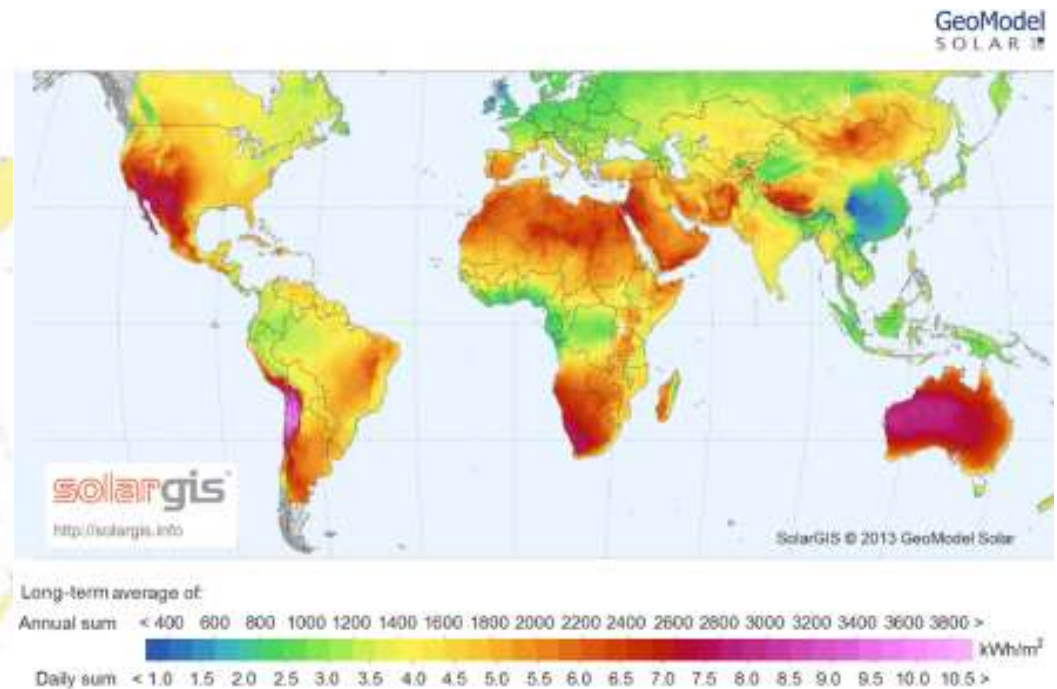 GeoModel
SOLAR
solargis
http://solargis.info
SolarGIS © 2013 GeoModel Solar
Long-term average of:
Annual sum < 400 600 800 1000 1200 1400 1600 1800 2000 2200 2400 2600 2800 3000 3200 3400 3600 3800 >
kWh/m²
Daily sum < 1.0 1.5 2.0 2.5 3.0 3.5 4.0 4.5 5.0 5.5 6.0 6.5 7.0 7.5 8.0 8.5 9.0 9.5 10.0 10.5 >